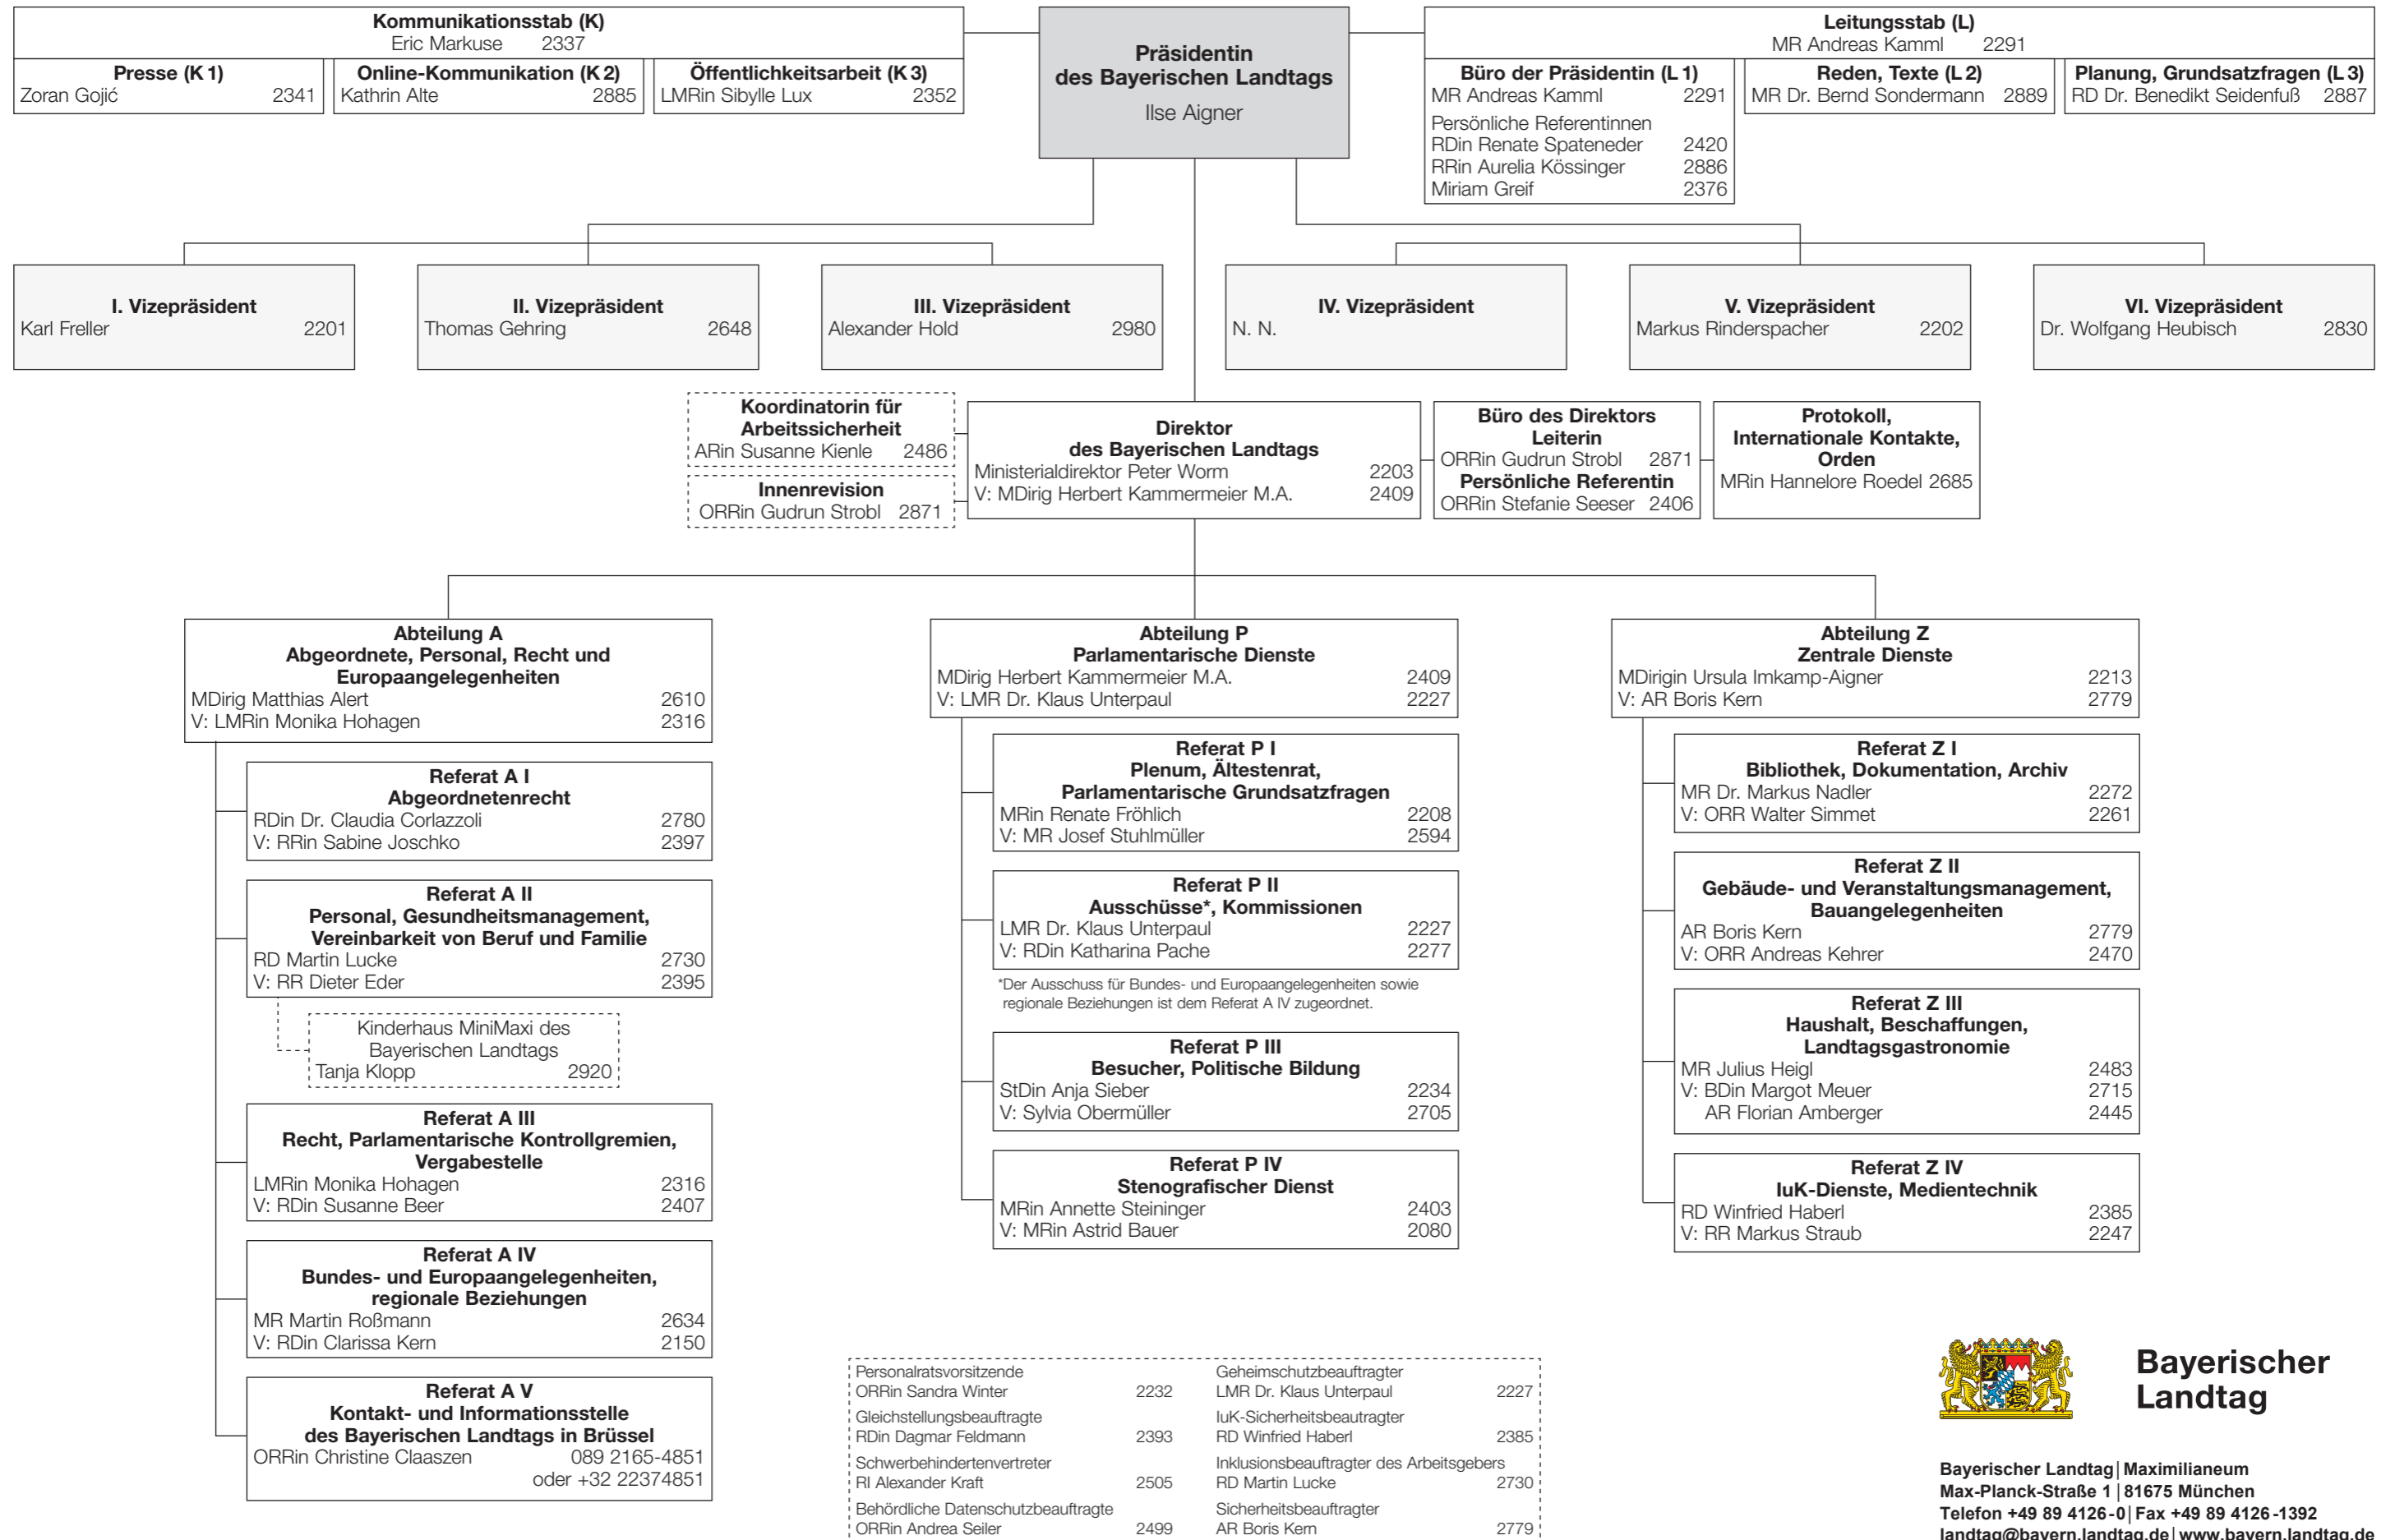 Kommunikationsstab (K)
Eric Markuse 2337
Presse (K 1)
Zoran Gojić 2341
Online-Kommunikation (K 2)
Kathrin Alte 2885
Öffentlichkeitsarbeit (K 3)
LMRin Sibylle Lux 2352
Präsidentin
des Bayerischen Landtags
Ilse Aigner
Leitungsstab (L)
MR Andreas Kamml 2291
Büro der Präsidentin (L 1)
MR Andreas Kamml 2291
Persönliche Referentinnen
RDin Renate Spateneder 2420
RRin Aurelia Kössinger 2886
Miriam Greif 2376
Reden, Texte (L 2)
MR Dr. Bernd Sondermann 2889
Planung, Grundsatzfragen (L 3)
RD Dr. Benedikt Seidenfuß 2887
I. Vizepräsident
Karl Freller 2201
II. Vizepräsident
Thomas Gehring 2648
III. Vizepräsident
Alexander Hold 2980
IV. Vizepräsident
N. N.
V. Vizepräsident
Markus Rinderspacher 2202
VI. Vizepräsident
Dr. Wolfgang Heubisch 2830
Koordinatorin für
Arbeitssicherheit
ARin Susanne Kienle 2486
Innenrevision
ORRin Gudrun Strobl 2871
Direktor
des Bayerischen Landtags
Ministerialdirektor Peter Worm 2203
V: MDirig Herbert Kammermeier M.A. 2409
Büro des Direktors
Leiterin
ORRin Gudrun Strobl 2871
Persönliche Referentin
ORRin Stefanie Seeser 2406
Protokoll,
Internationale Kontakte,
Orden
MRin Hannelore Roedel 2685
Abteilung A
Abgeordnete, Personal, Recht und
Europaangelegenheiten
MDirig Matthias Alert 2610
V: LMRin Monika Hohagen 2316
Referat A I
Abgeordnetenrecht
RDin Dr. Claudia Corlazzoli 2780
V: RRin Sabine Joschko 2397
Referat A II
Personal, Gesundheitsmanagement,
Vereinbarkeit von Beruf und Familie
RD Martin Lucke 2730
V: RR Dieter Eder 2395
Kinderhaus MiniMaxi des
Bayerischen Landtags
Tanja Klopp 2920
Referat A III
Recht, Parlamentarische Kontrollgremien,
Vergabestelle
LMRin Monika Hohagen 2316
V: RDin Susanne Beer 2407
Referat A IV
Bundes- und Europaangelegenheiten,
regionale Beziehungen
MR Martin Roßmann 2634
V: RDin Clarissa Kern 2150
Referat A V
Kontakt- und Informationsstelle
des Bayerischen Landtags in Brüssel
ORRin Christine Claaszen 089 2165-4851
oder +32 22374851
Abteilung P
Parlamentarische Dienste
MDirig Herbert Kammermeier M.A. 2409
V: LMR Dr. Klaus Unterpaul 2227
Referat P I
Plenum, Ältestenrat,
Parlamentarische Grundsatzfragen
MRin Renate Fröhlich 2208
V: MR Josef Stuhlmüller 2594
Referat P II
Ausschüsse*, Kommissionen
LMR Dr. Klaus Unterpaul 2227
V: RDin Katharina Pache 2277
*Der Ausschuss für Bundes- und Europaangelegenheiten sowie
regionale Beziehungen ist dem Referat A IV zugeordnet.
Referat P III
Besucher, Politische Bildung
StDin Anja Sieber 2234
V: Sylvia Obermüller 2705
Referat P IV
Stenografischer Dienst
MRin Annette Steininger 2403
V: MRin Astrid Bauer 2080
Abteilung Z
Zentrale Dienste
MDirigin Ursula Imkamp-Aigner 2213
V: AR Boris Kern 2779
Referat Z I
Bibliothek, Dokumentation, Archiv
MR Dr. Markus Nadler 2272
V: ORR Walter Simmet 2261
Referat Z II
Gebäude- und Veranstaltungsmanagement,
Bauangelegenheiten
AR Boris Kern 2779
V: ORR Andreas Kehrer 2470
Referat Z III
Haushalt, Beschaffungen,
Landtagsgastronomie
MR Julius Heigl 2483
V: BDin Margot Meuer 2715
AR Florian Amberger 2445
Referat Z IV
IuK-Dienste, Medientechnik
RD Winfried Haberl 2385
V: RR Markus Straub 2247
Personalratsvorsitzende
ORRin Sandra Winter 2232
Gleichstellungsbeauftragte
RDin Dagmar Feldmann 2393
Schwerbehindertenvertreter
RI Alexander Kraft 2505
Behördliche Datenschutzbeauftragte
ORRin Andrea Seiler 2499
Geheimschutzbeauftragter
LMR Dr. Klaus Unterpaul 2227
IuK-Sicherheitsbeautragter
RD Winfried Haberl 2385
Inklusionsbeauftragter des Arbeitsgebers
RD Martin Lucke 2730
Sicherheitsbeauftragter
AR Boris Kern 2779
Bayerischer
Landtag
Bayerischer Landtag | Maximilianeum
Max-Planck-Straße 1 | 81675 München
Telefon +49 89 4126-0 | Fax +49 89 4126-1392
landtag@bayern.landtag.de | www.bayern.landtag.de